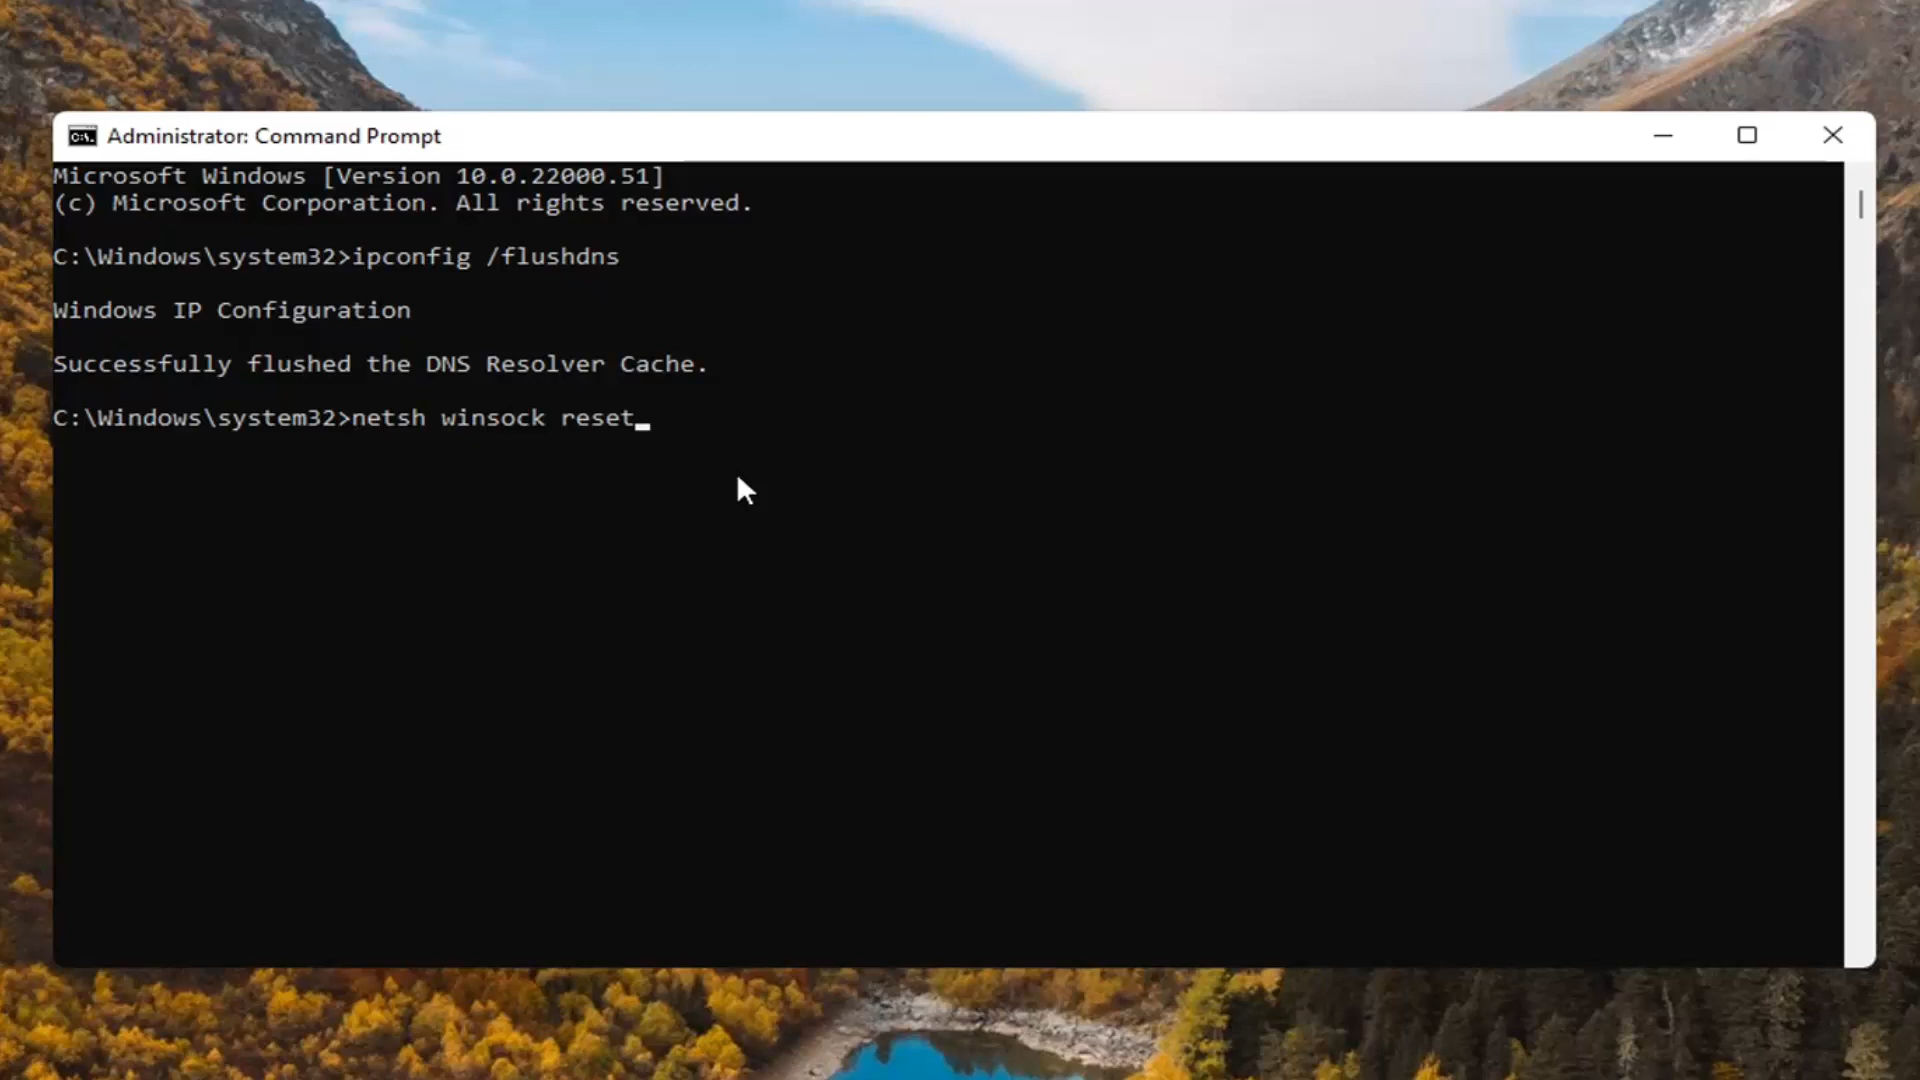 Administrator: Command Prompt
Microsoft Windows [Version 10.0.22000.51]
(c) Microsoft Corporation. All rights reserved.
C:\Windows\system32>ipconfig /flushdns
Windows IP Configuration
Successfully flushed the DNS Resolver Cache.
C:\Windows\system32>netsh winsock reset